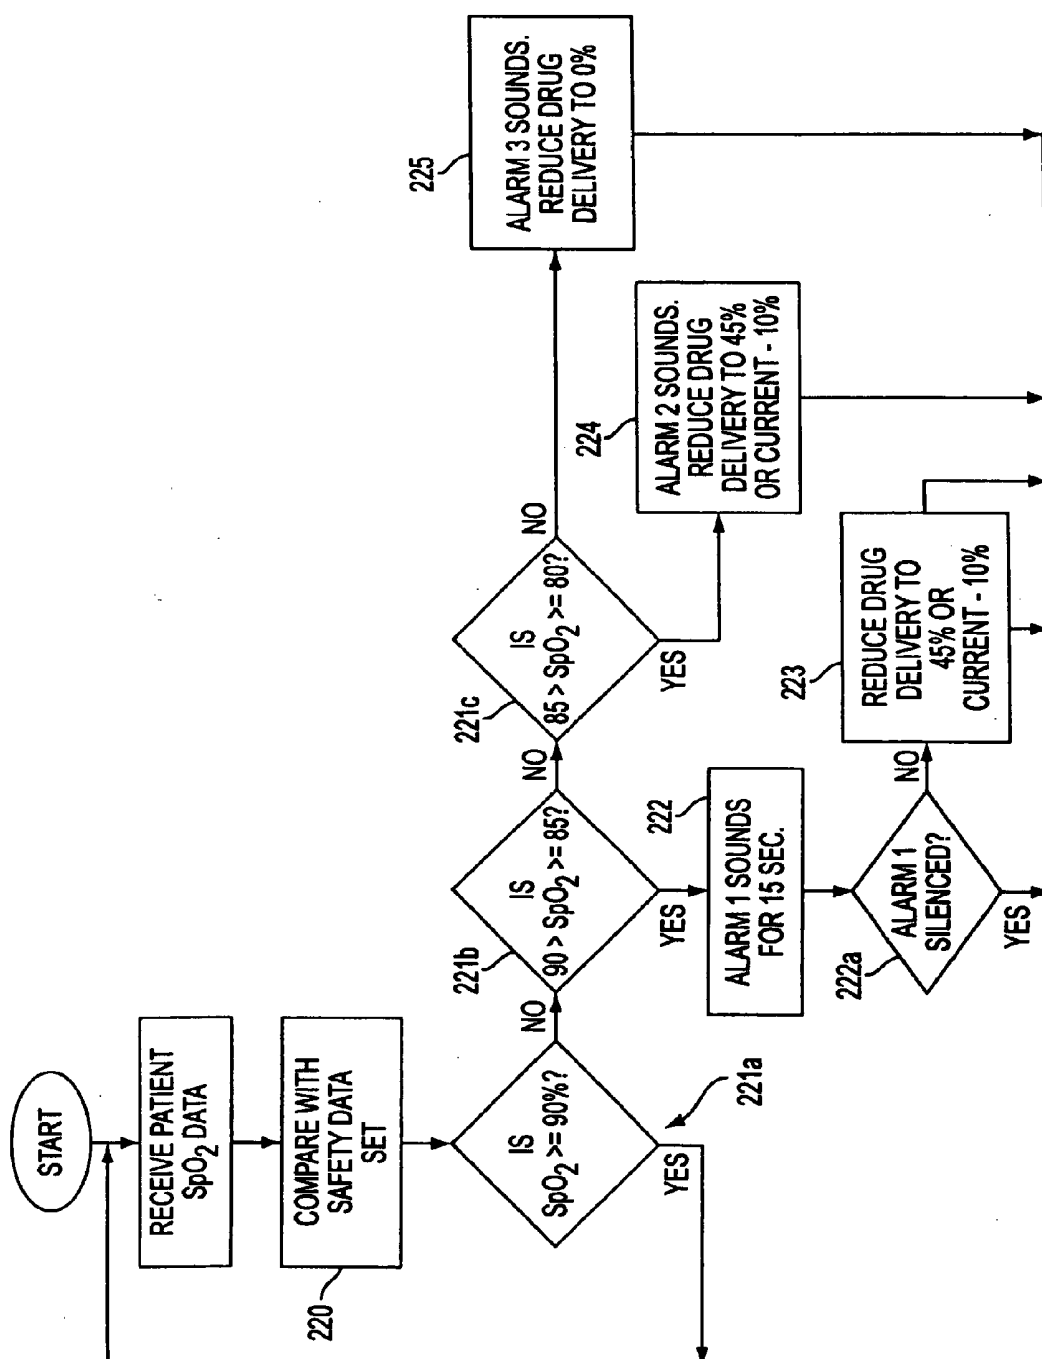 START
RECEIVE PATIENT
SpO2 DATA
COMPARE WITH
SAFETY DATA
SET
220
IS
SpO2 >= 90%?
221a
YES
NO
IS
90 > SpO2 >= 85?
221b
YES
NO
222
ALARM 1 SOUNDS
FOR 15 SEC.
ALARM 1
SILENCED?
222a
YES
NO
223
REDUCE DRUG
DELIVERY TO
45% OR
CURRENT - 10%
IS
85 > SpO2 >= 80?
221c
YES
NO
224
ALARM 2 SOUNDS.
REDUCE DRUG
DELIVERY TO 45%
OR CURRENT - 10%
225
ALARM 3 SOUNDS.
REDUCE DRUG
DELIVERY TO 0%